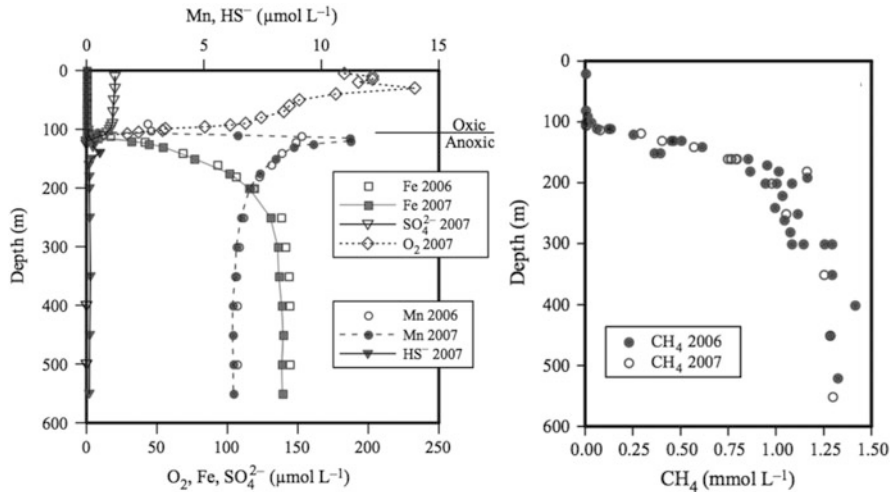 Mn, HS⁻ (µmol L⁻¹)
0 5 10 15
0
100
200
300
400
500
600
Depth (m)
Oxic
Anoxic
Fe 2006
Fe 2007
SO₄²⁻ 2007
O₂ 2007
Mn 2006
Mn 2007
HS⁻ 2007
0 50 100 150 200 250
O₂, Fe, SO₄²⁻ (µmol L⁻¹)
0
100
200
300
400
500
600
Depth (m)
CH₄ 2006
CH₄ 2007
0.00 0.25 0.50 0.75 1.00 1.25 1.50
CH₄ (mmol L⁻¹)